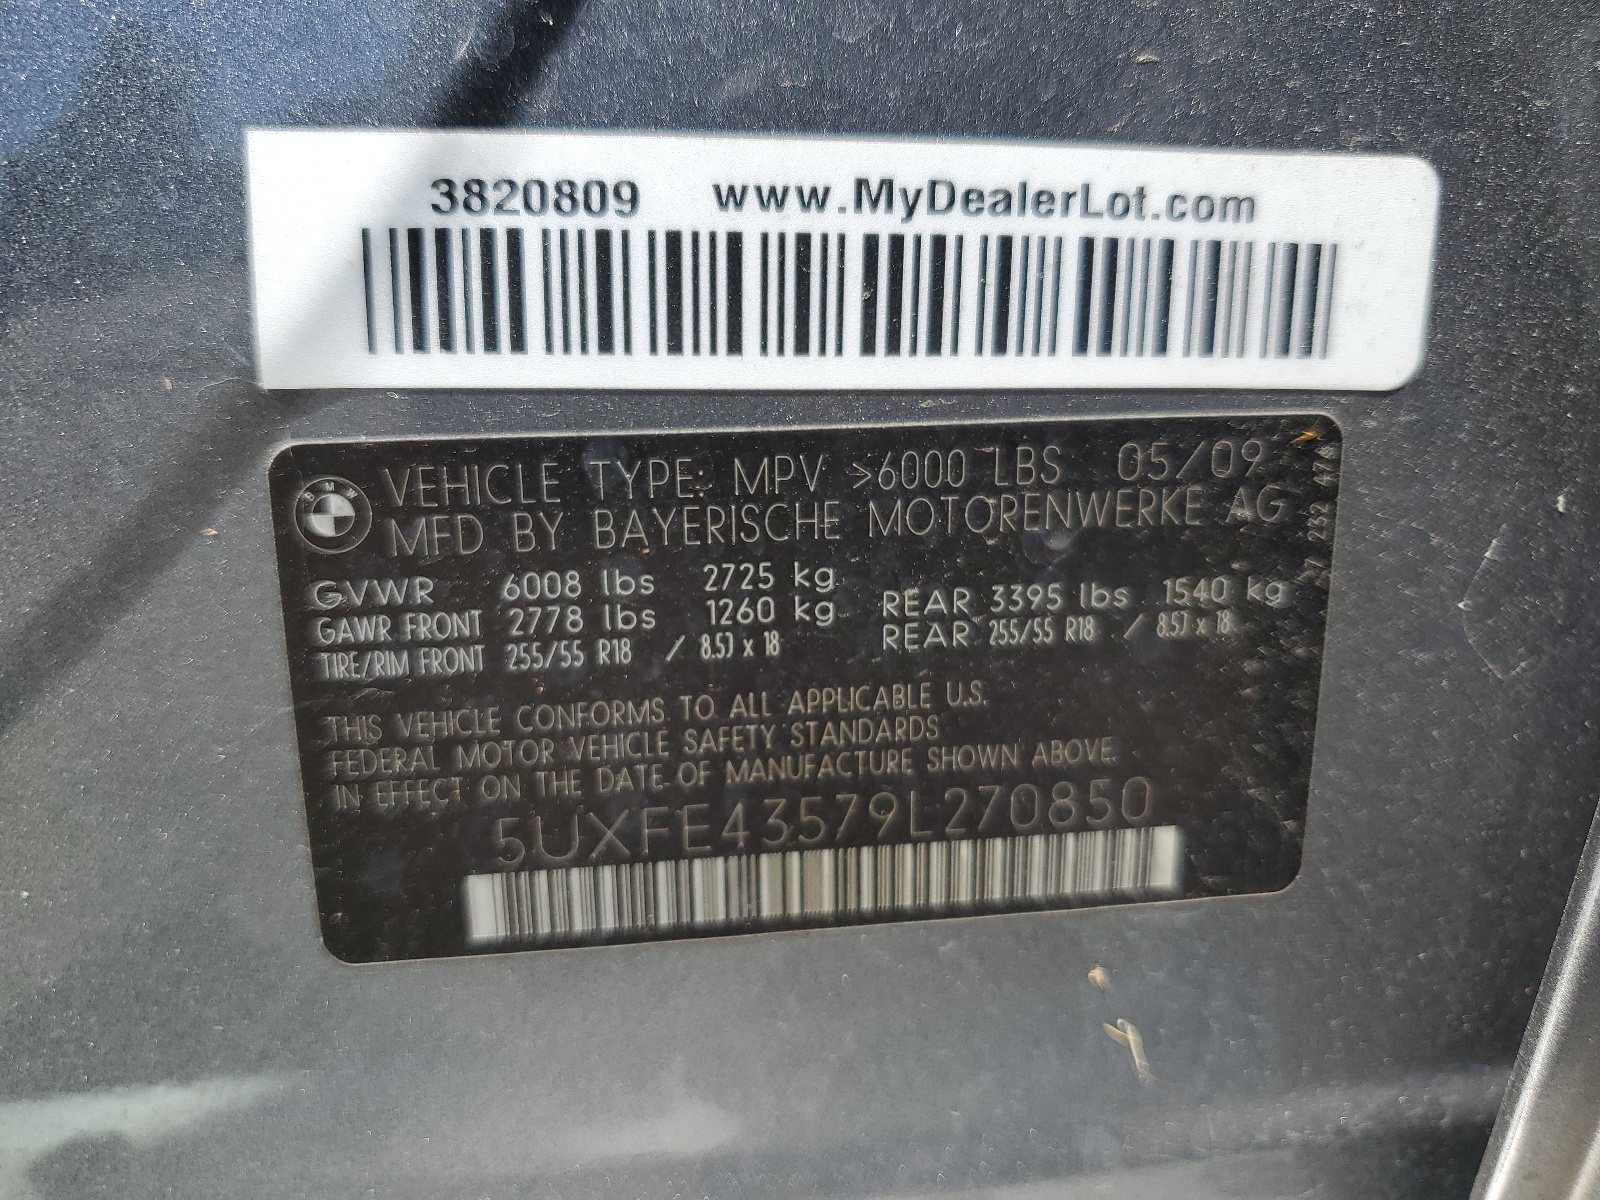 3820809 www.MyDealerLot.com
BMW
VEHICLE TYPE: MPV >6000 LBS 05/09
MFD BY BAYERISCHE MOTORENWERKE AG
GVWR 6008 lbs 2725 kg
GAWR FRONT 2778 lbs 1260 kg REAR 3395 lbs 1540 kg
TIRE/RIM FRONT 255/55 R18 / 8.5J x 18 REAR 255/55 R18 / 8.5J x 18
THIS VEHICLE CONFORMS TO ALL APPLICABLE U.S.
FEDERAL MOTOR VEHICLE SAFETY STANDARDS
IN EFFECT ON THE DATE OF MANUFACTURE SHOWN ABOVE.
5UXFE43579L270850
7 252